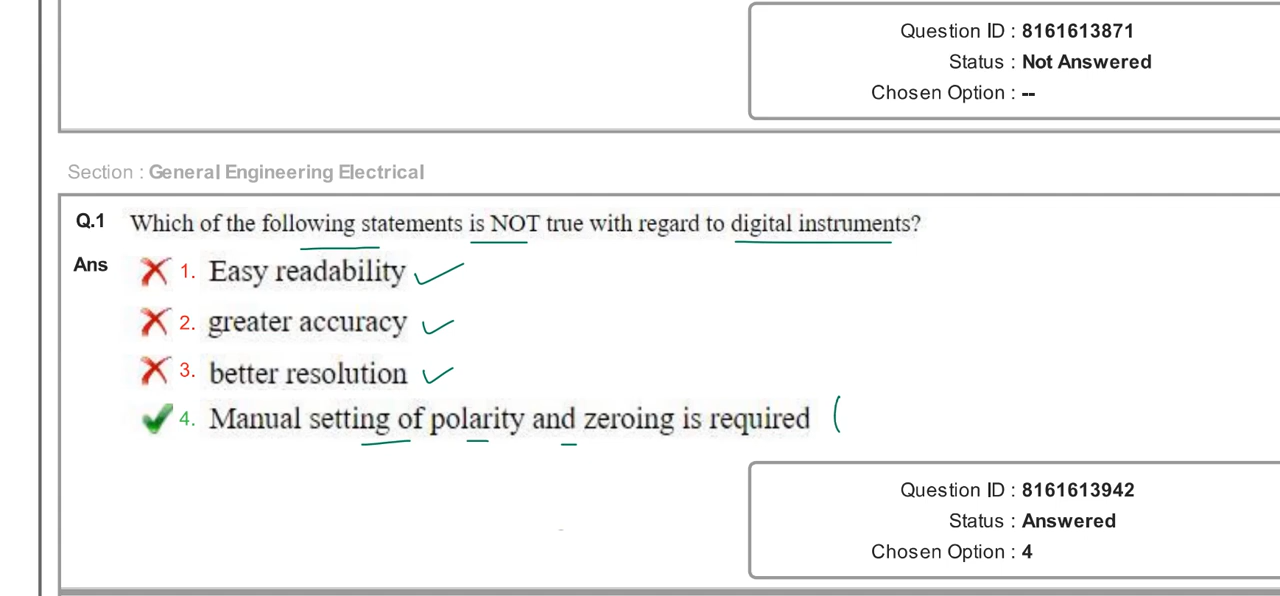 Question ID : 8161613871
Status : Not Answered
Chosen Option : --
Section : General Engineering Electrical
Q.1 Which of the following statements is NOT true with regard to digital instruments?
Ans 1. Easy readability
2. greater accuracy
3. better resolution
4. Manual setting of polarity and zeroing is required (
Question ID : 8161613942
Status : Answered
Chosen Option : 4